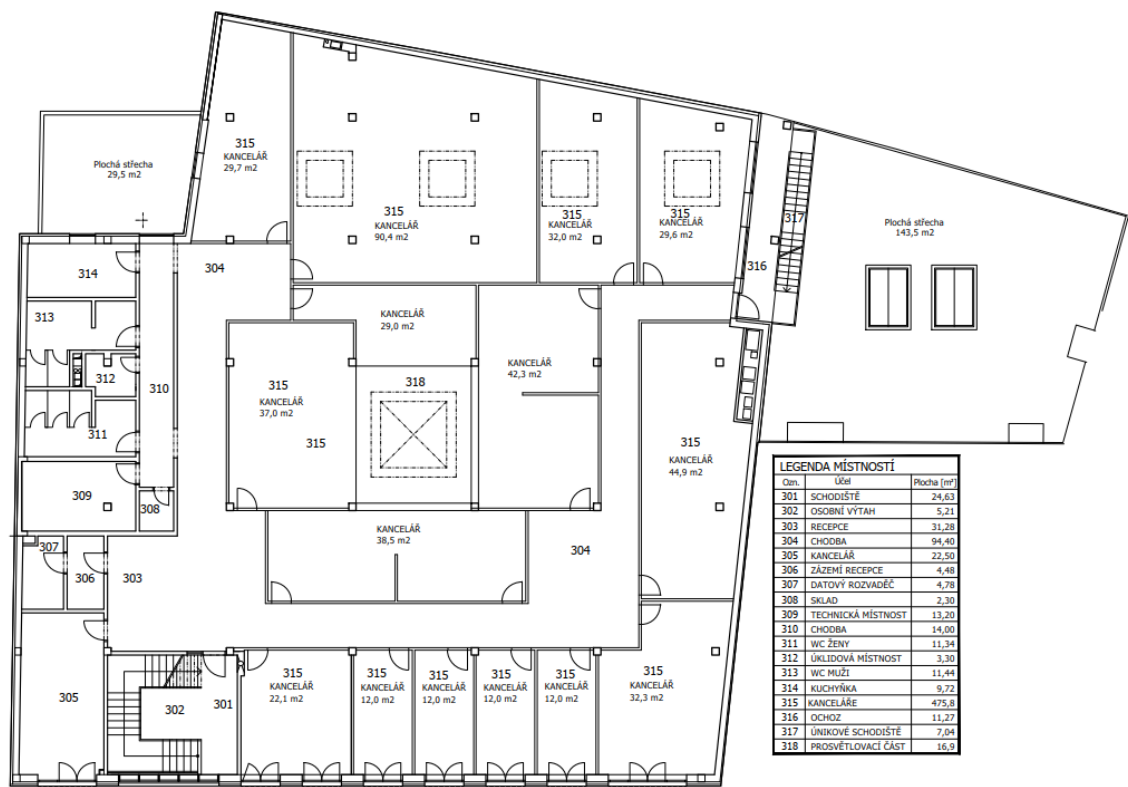 315
KANCELÁŘ
29,7 m2
Plochá střecha
29,5 m2
315
KANCELÁŘ
90,4 m2
315
KANCELÁŘ
32,0 m2
315
KANCELÁŘ
29,6 m2
317
Plochá střecha
143,5 m2
316
314
304
313
KANCELÁŘ
29,0 m2
KANCELÁŘ
42,3 m2
312
310
315
KANCELÁŘ
37,0 m2
318
315
311
315
KANCELÁŘ
44,9 m2
309
308
KANCELÁŘ
38,5 m2
304
307
306
303
305
302
301
315
KANCELÁŘ
22,1 m2
315
KANCELÁŘ
12,0 m2
315
KANCELÁŘ
12,0 m2
315
KANCELÁŘ
12,0 m2
315
KANCELÁŘ
12,0 m2
315
KANCELÁŘ
32,3 m2
LEGENDA MÍSTNOSTÍ
Ozn. Účel Plocha [m²]
301 SCHODIŠTĚ 24,63
302 OSOBNÍ VÝTAH 5,21
303 RECEPCE 31,28
304 CHODBA 94,40
305 KANCELÁŘ 22,50
306 ZÁZEMÍ RECEPCE 4,48
307 DATOVÝ ROZVADĚČ 4,78
308 SKLAD 2,30
309 TECHNICKÁ MÍSTNOST 13,20
310 CHODBA 14,00
311 WC ŽENY 11,34
312 ÚKLIDOVÁ MÍSTNOST 3,30
313 WC MUŽI 11,44
314 KUCHYŇKA 9,72
315 KANCELÁŘE 475,8
316 OCHOZ 11,27
317 ÚNIKOVÉ SCHODIŠTĚ 7,04
318 PROSVĚTLOVACÍ ČÁST 16,9